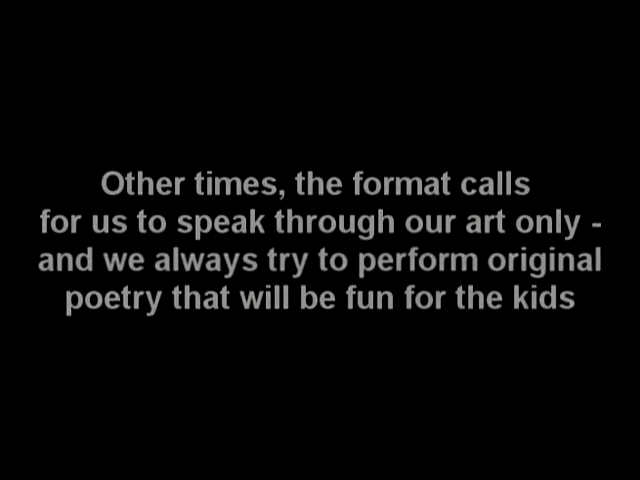 Other times, the format calls
for us to speak through our art only -
and we always try to perform original
poetry that will be fun for the kids